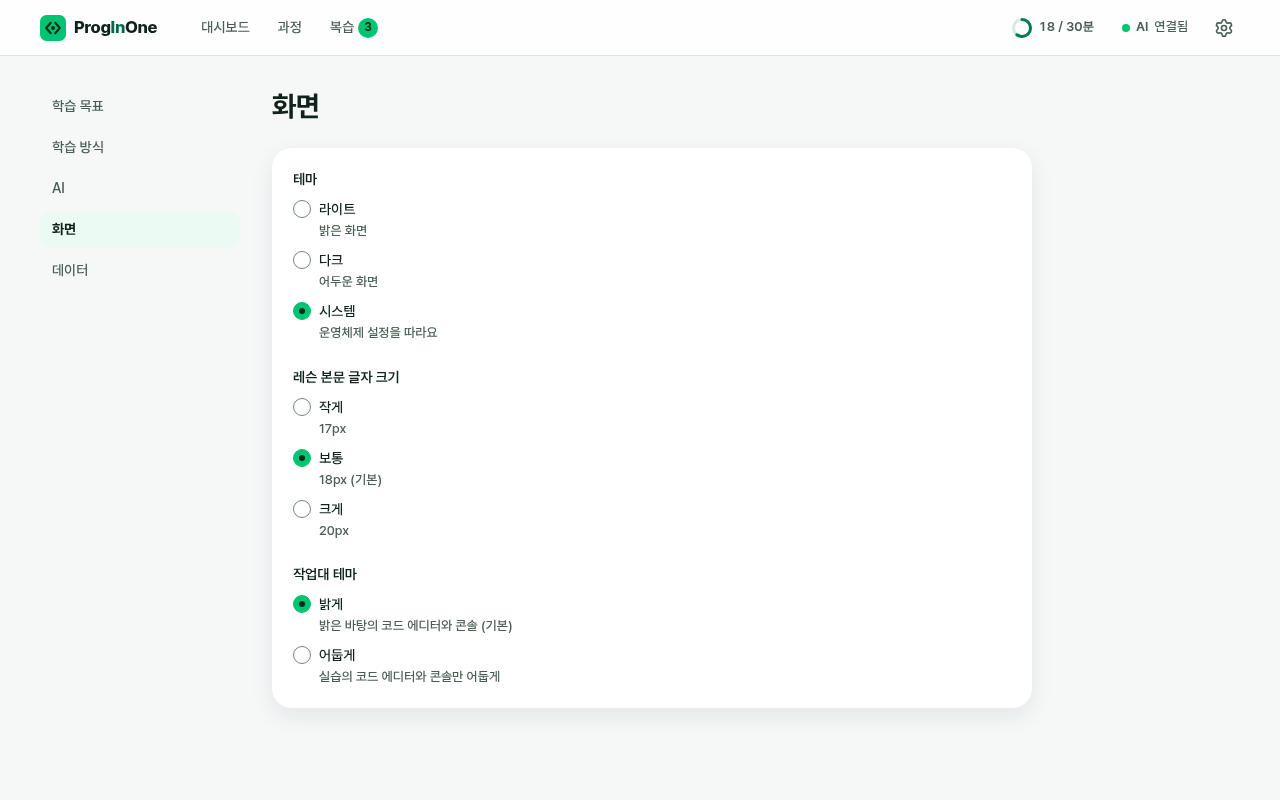 ProgInOne
대시보드
과정
복습 3
18 / 30분
AI 연결됨
학습 목표
학습 방식
AI
화면
데이터
화면
테마
라이트
밝은 화면
다크
어두운 화면
시스템
운영체제 설정을 따라요
레슨 본문 글자 크기
작게
17px
보통
18px (기본)
크게
20px
작업대 테마
밝게
밝은 바탕의 코드 에디터와 콘솔 (기본)
어둡게
실습의 코드 에디터와 콘솔만 어둡게